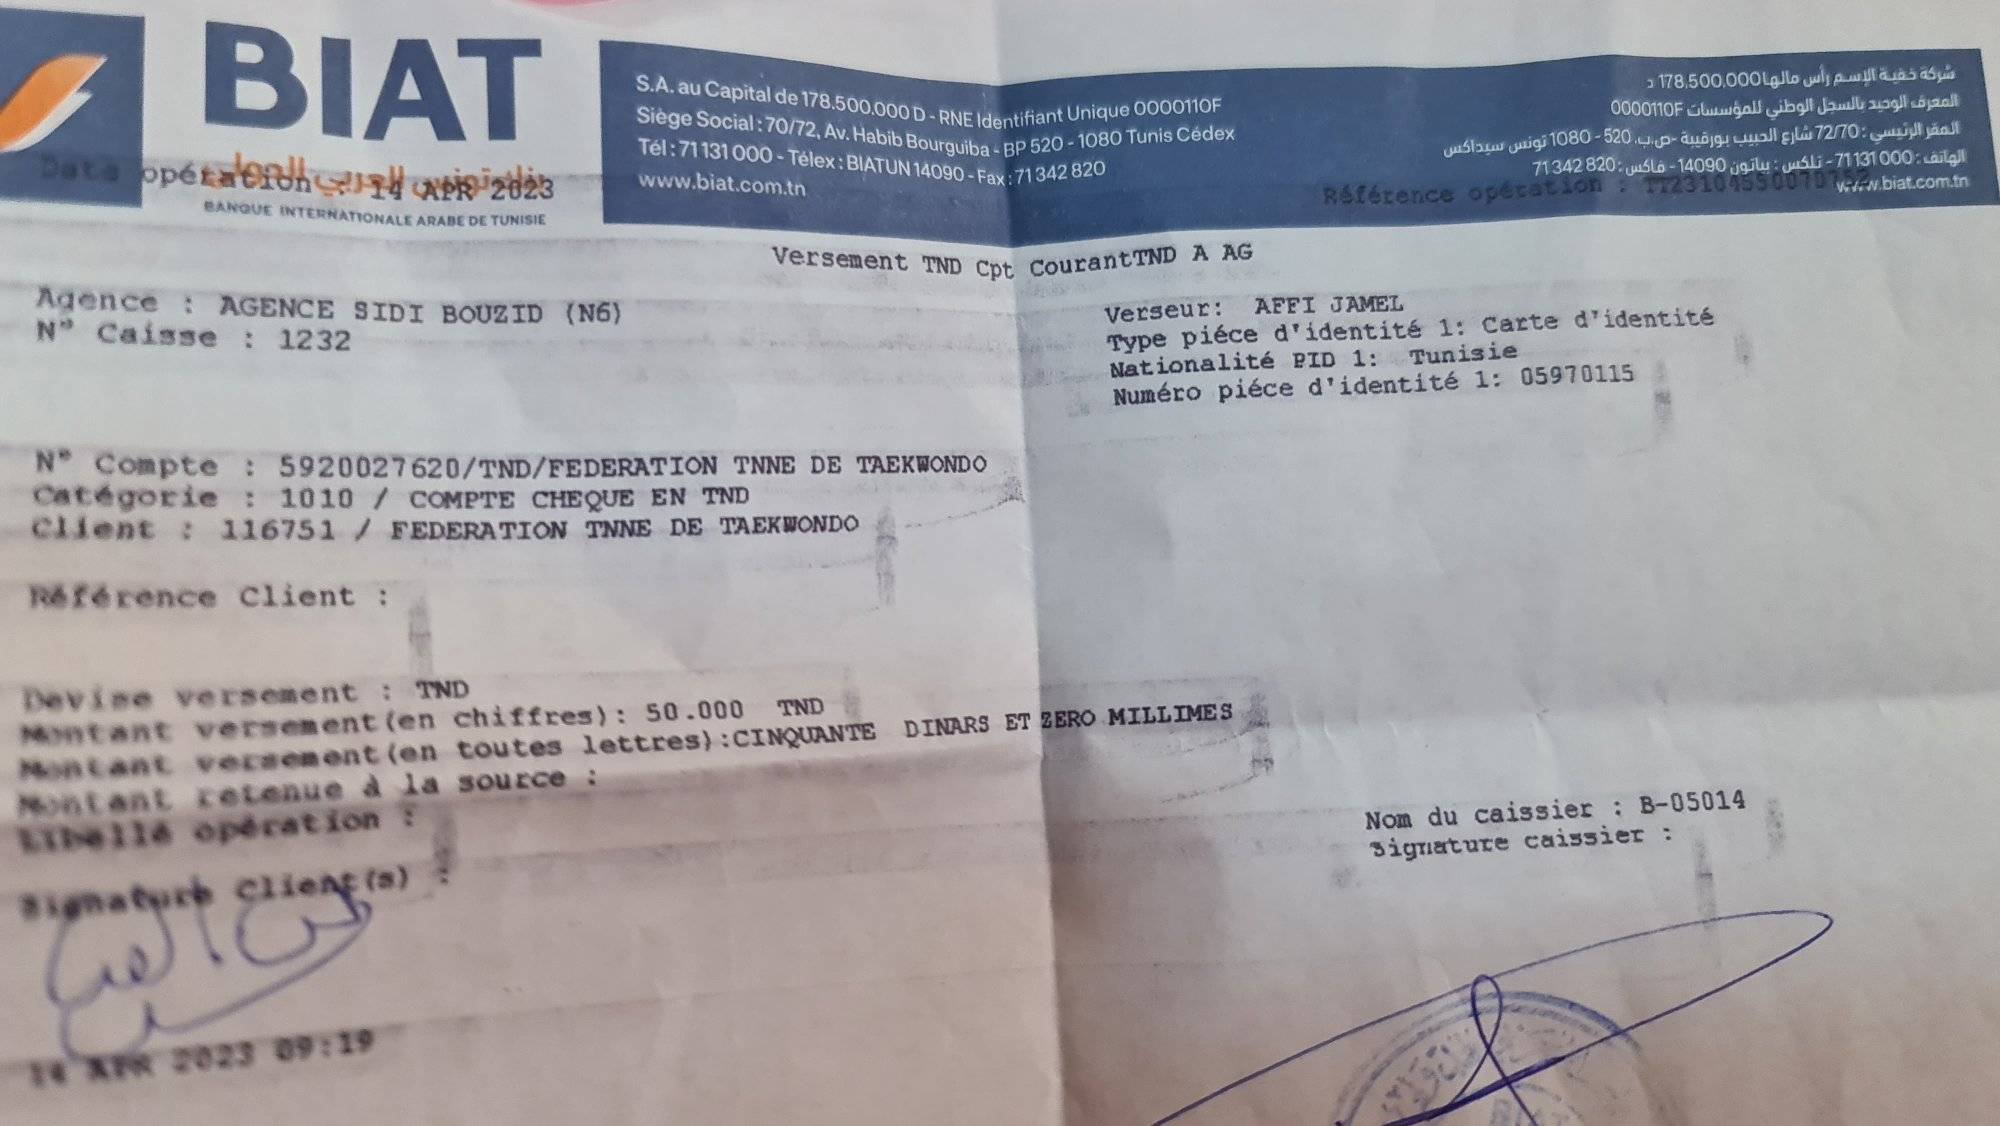 BIAT
BANQUE INTERNATIONALE ARABE DE TUNISIE
S.A. au Capital de 178.500.000 D - RNE Identifiant Unique 0000110F
Siège Social : 70/72, Av. Habib Bourguiba - BP 520 - 1080 Tunis Cédex
Tél : 71 131 000 - Télex : BIATUN 14090 - Fax : 71 342 820
www.biat.com.tn
شركة خفية الإسم رأس مالها 178.500.000 د
المعرف الوحيد بالسجل الوطني للمؤسسات 0000110F
المقر الرئيسي : 72/70 شارع الحبيب بورقيبة -ص.ب. 520 - 1080 تونس سيداكس
الهاتف : 71 131 000 - تلكس : بياتون 14090 - فاكس : 71 342 820
www.biat.com.tn
Date opération : 14 APR 2023
Référence opération :
Versement TND Cpt CourantTND A AG
Agence : AGENCE SIDI BOUZID (N6)
N° Caisse : 1232
Verseur: AFFI JAMEL
Type piéce d'identité 1: Carte d'identité
Nationalité PID 1: Tunisie
Numéro piéce d'identité 1: 05970115
N° Compte : 5920027620/TND/FEDERATION TNNE DE TAEKWONDO
Catégorie : 1010 / COMPTE CHEQUE EN TND
Client : 116751 / FEDERATION TNNE DE TAEKWONDO
Référence Client :
Devise versement : TND
Montant versement(en chiffres): 50.000 TND
Montant versement(en toutes lettres):CINQUANTE DINARS ET ZERO MILLIMES
Montant retenue à la source :
Libellé opération :
Nom du caissier : B-05014
Signature caissier :
Signature Client(s) :
14 APR 2023 09:19